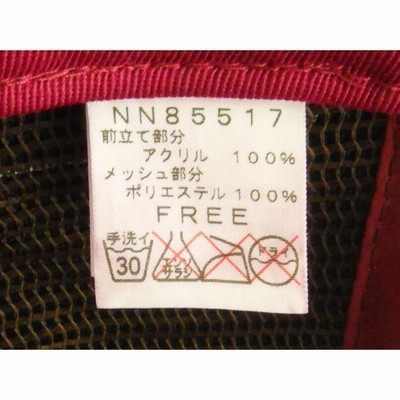 NN85517
前立て部分
アクリル 100%
メッシュ部分
ポリエステル 100%
FREE
手洗イ
30
エンソ
サラシ
ドライ